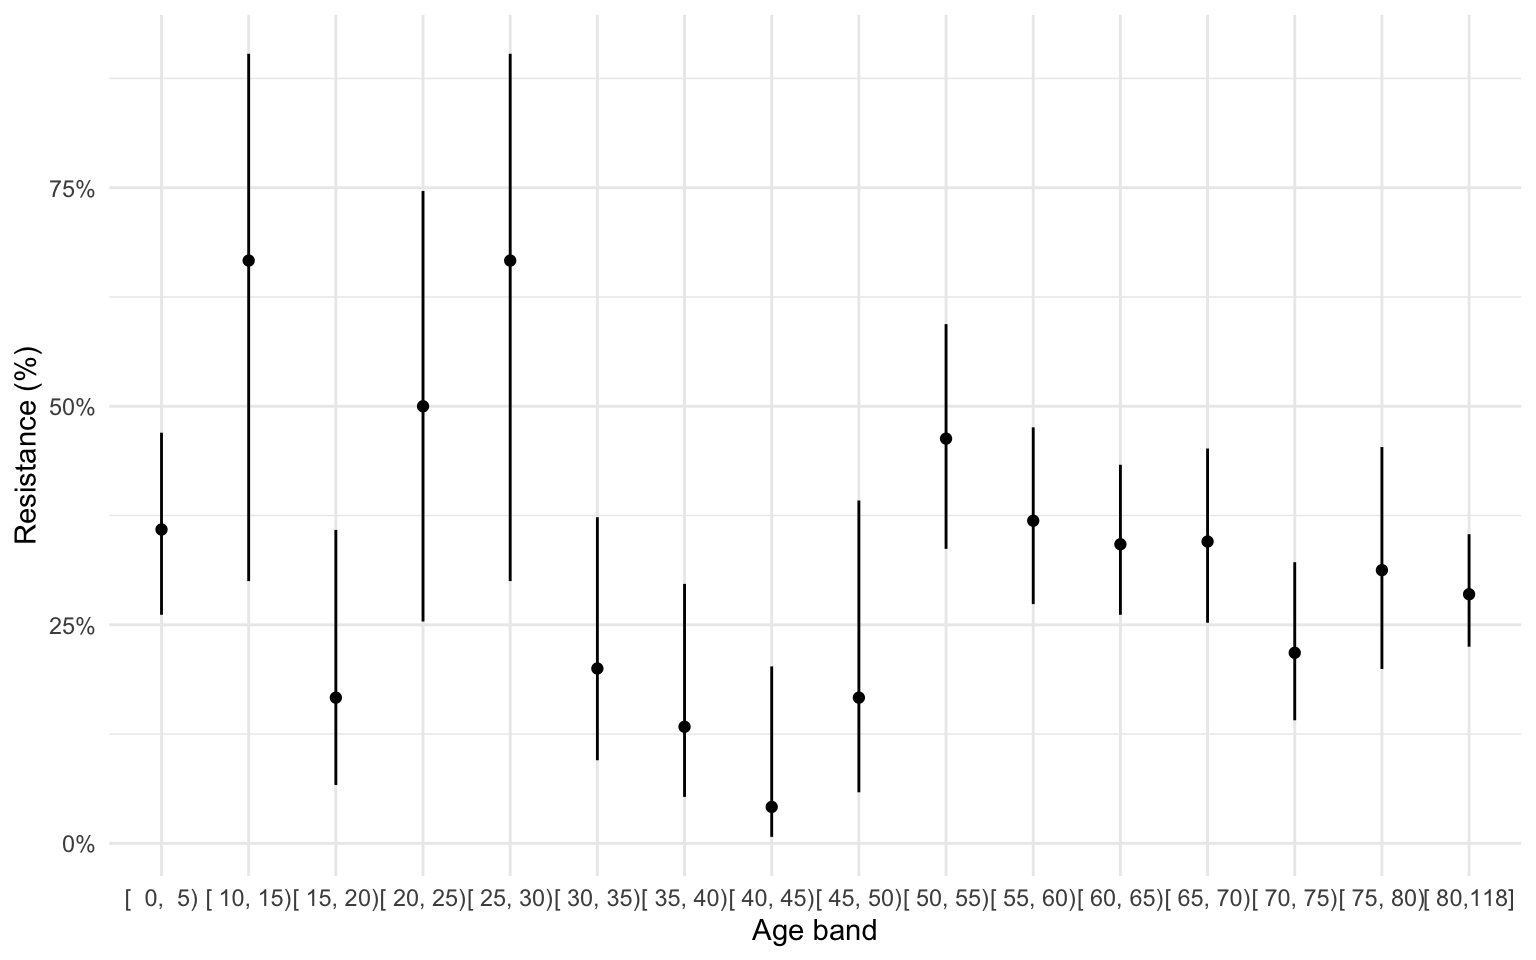 Resistance (%)
75%
50%
25%
0%
[  0,  5) [ 10, 15)[ 15, 20)[ 20, 25)[ 25, 30)[ 30, 35)[ 35, 40)[ 40, 45)[ 45, 50)[ 50, 55)[ 55, 60)[ 60, 65)[ 65, 70)[ 70, 75)[ 75, 80)[ 80,118]
Age band